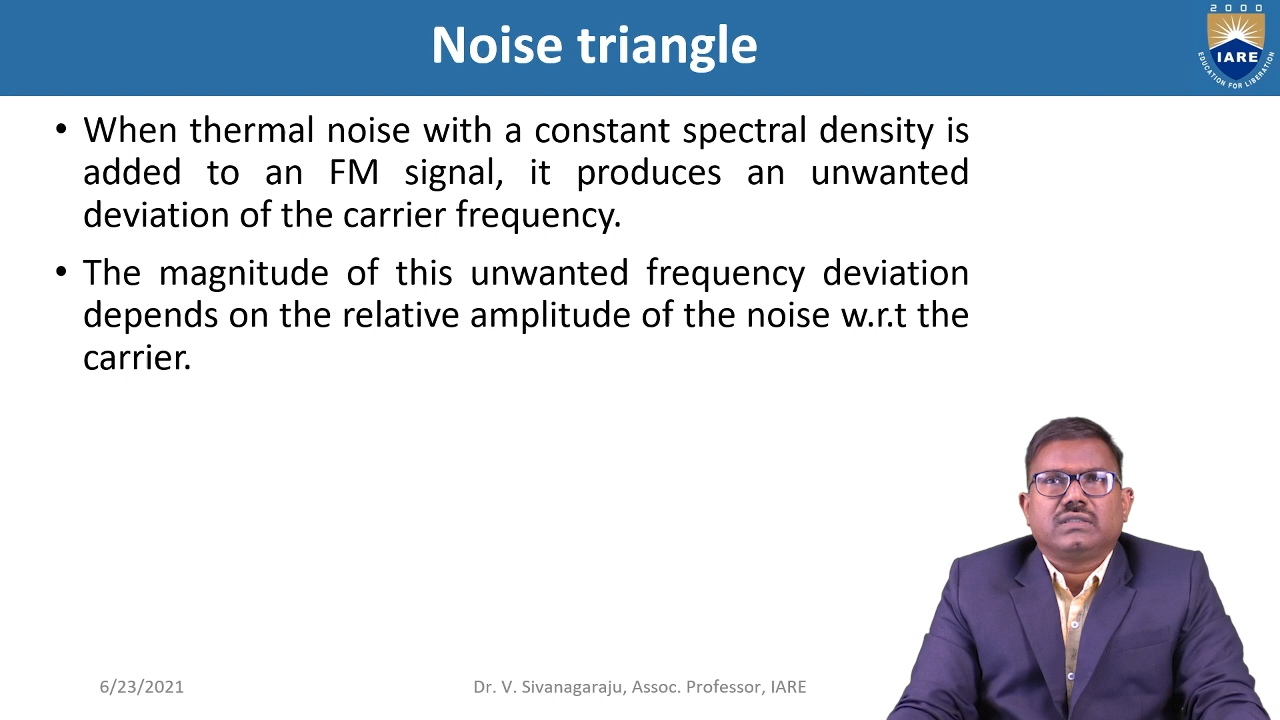 Noise triangle
2000
IARE
EDUCATION FOR LIBERATION
• When thermal noise with a constant spectral density is
added to an FM signal, it produces an unwanted
deviation of the carrier frequency.
• The magnitude of this unwanted frequency deviation
depends on the relative amplitude of the noise w.r.t the
carrier.
6/23/2021
Dr. V. Sivanagaraju, Assoc. Professor, IARE